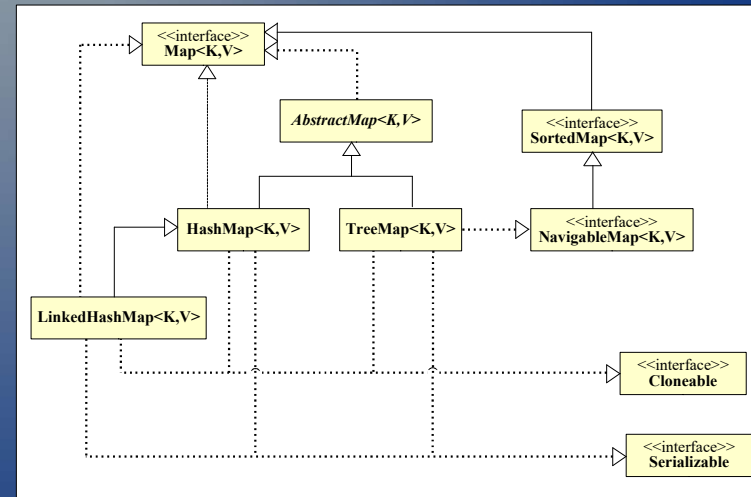 <<interface>>
Map<K,V>
AbstractMap<K,V>
<<interface>>
SortedMap<K,V>
HashMap<K,V>
TreeMap<K,V>
<<interface>>
NavigableMap<K,V>
LinkedHashMap<K,V>
<<interface>>
Cloneable
<<interface>>
Serializable